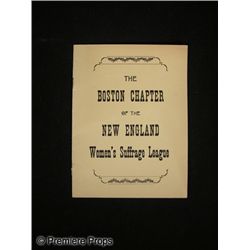 THE
BOSTON CHAPTER
OF THE
NEW ENGLAND
Women's Suffrage League
© Premiere Props